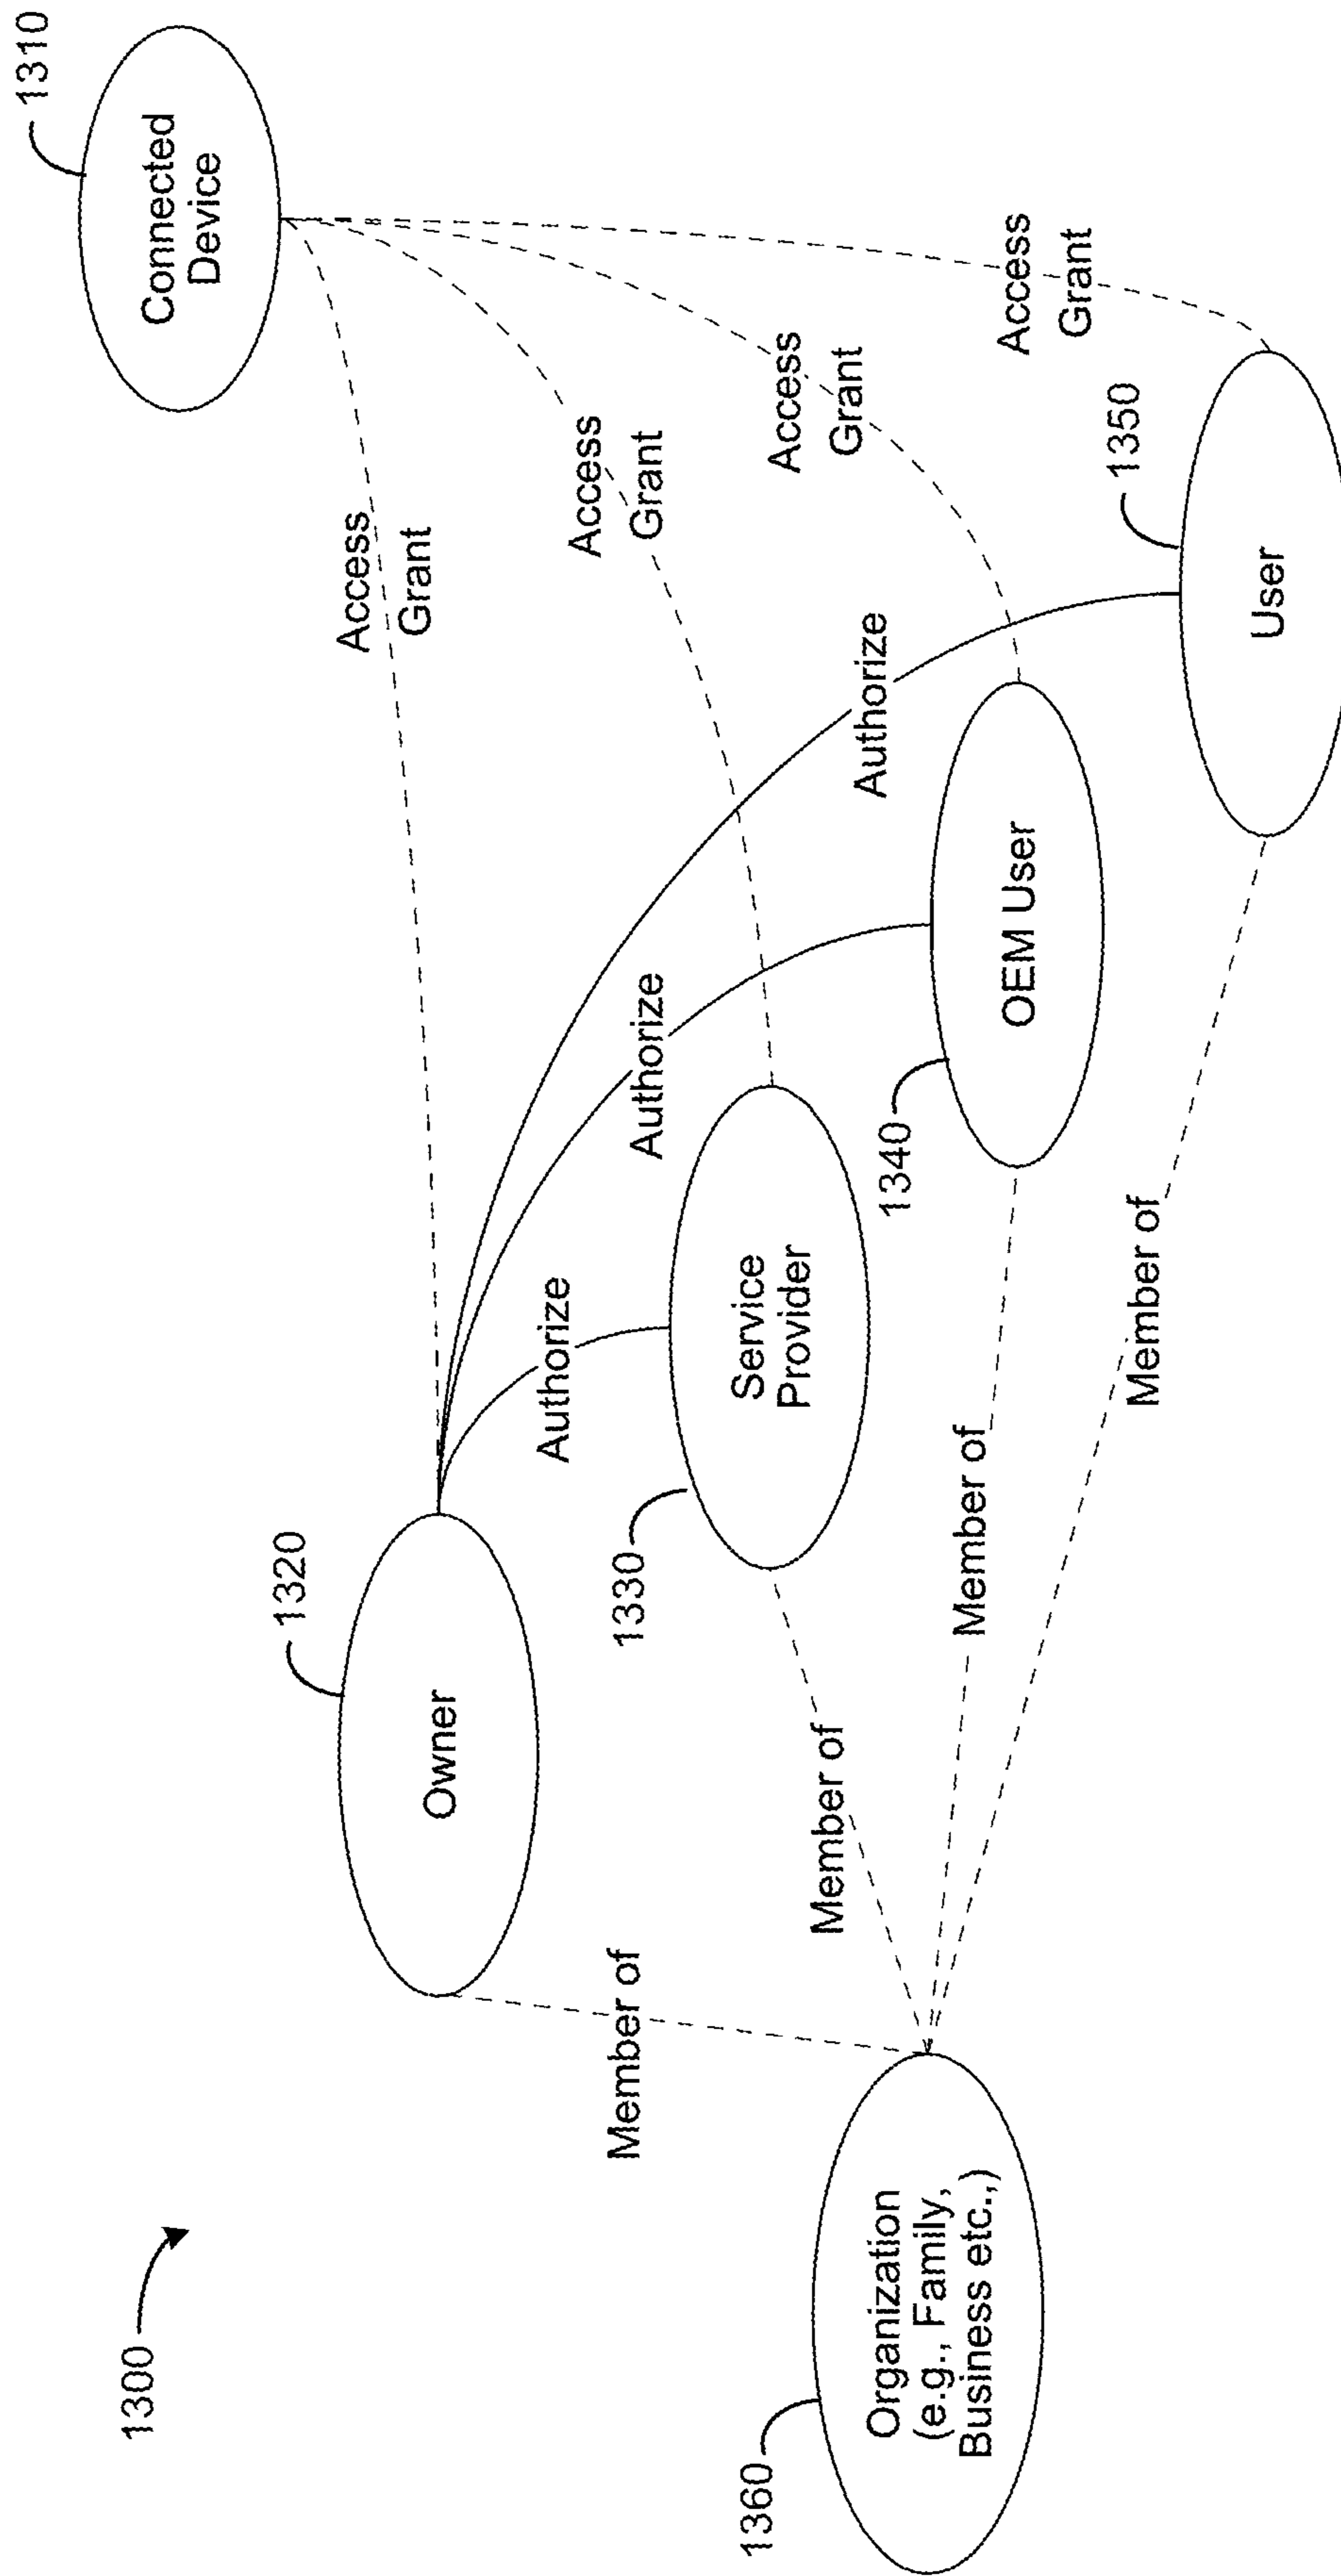 1300
1310
Connected
Device
1320
Owner
Access
Grant
Access
Grant
Access
Grant
Access
Grant
Authorize
Authorize
Authorize
1330
Service
Provider
1340
OEM User
1350
User
Member of
Member of
Member of
Member of
1360
Organization
(e.g., Family,
Business etc.,)